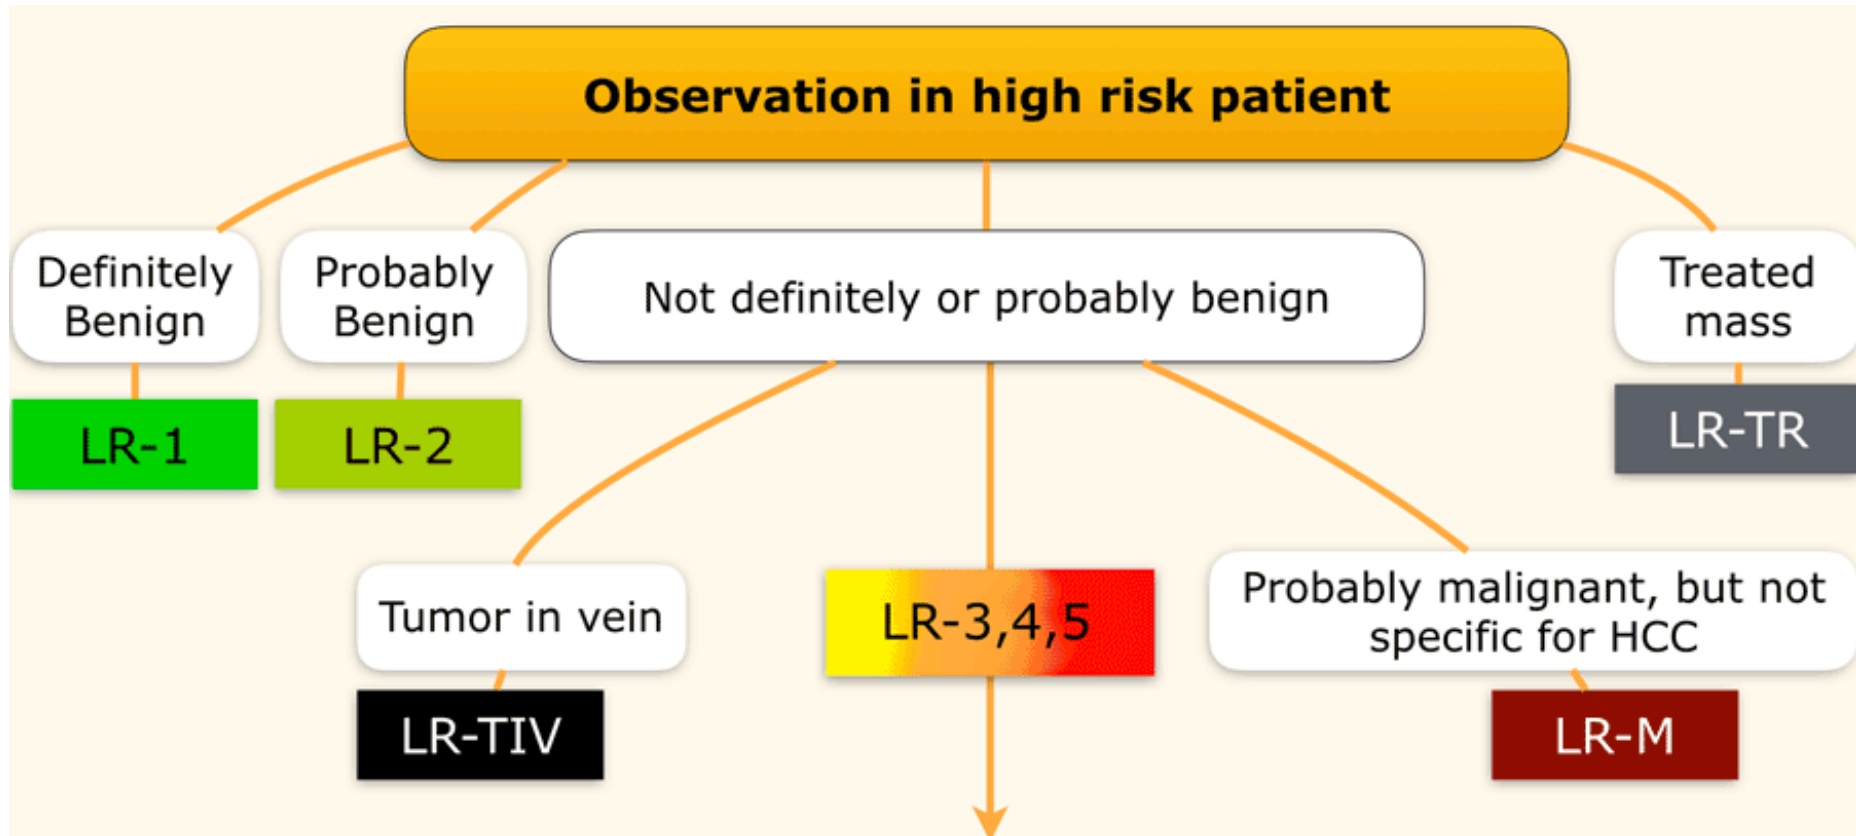 Observation in high risk patient
Definitely
Benign
Probably
Benign
Not definitely or probably benign
Treated
mass
LR-1
LR-2
LR-TR
Tumor in vein
LR-3,4,5
Probably malignant, but not
specific for HCC
LR-TIV
LR-M